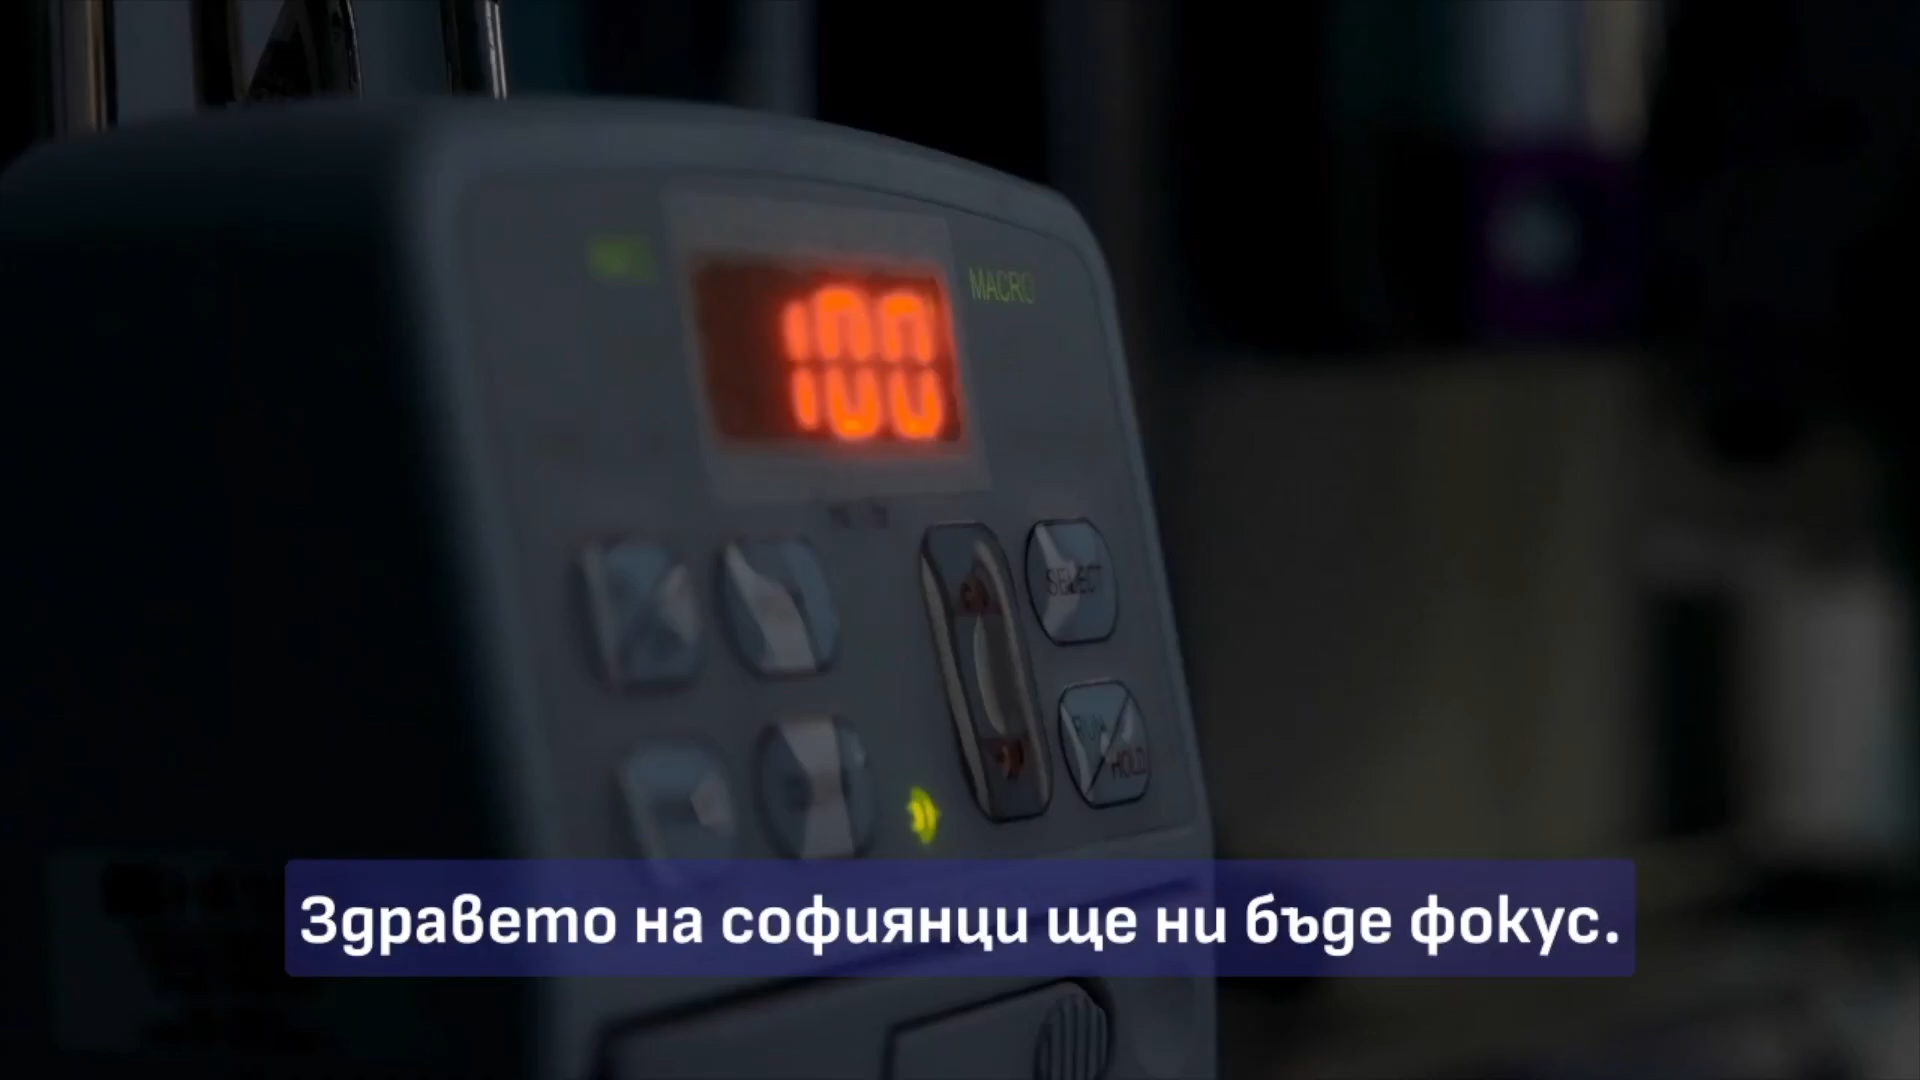 MACRO
100
SELECT
RUN
HOLD
Здравето на софиянци ще ни бъде фокус.